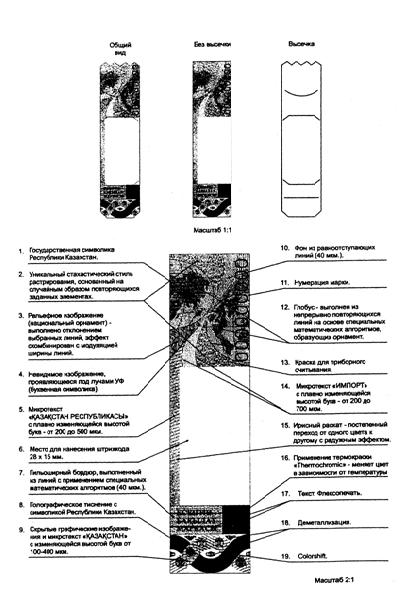 Общий
вид
Без высечки
Высечка
Масштаб 1:1
1. Государственная символика
Республики Казахстан.
2. Уникальный стахастический стиль
растрирования, основанный на
случайным образом повторяющихся
заданных элементах.
3. Рельефное изображение
(национальный орнамент) -
выполнено отклонением
выбранных линий, эффект
скомбинирован с модуляцией
ширины линий.
4. Невидимое изображение,
проявляющиеся под лучами УФ
(буквенная символика)
5. Микротекст
«ҚАЗАҚСТАН РЕСПУБЛИКАСЫ»
с плавно изменяющейся высотой
букв - от 200 до 500 мкм.
6. Место для нанесения штрихкода
28 х 15 мм.
7. Гильоширный бордюр, выполненный
из линий с применением специальных
математических алгоритмов (40 мкм.).
8. Голографическое тиснение с
символикой Республики Казахстан.
9. Скрытые графические изображе-
ния и микротекст «ҚАЗАҚСТАН»
с изменяющейся высотой букв от
100-400 мкм.
10. Фон из равноотступающих
линий (40 мкм.).
11. Нумерация марки.
12. Глобус - выполнен из
непрерывно повторяющихся
линий на основе специальных
математических алгоритмов,
образующих орнамент.
13. Краска для приборного
считывания
14. Микротекст «ИМПОРТ»
с плавно изменяющейся
высотой букв - от 200 до
700 мкм.
15. Ирисный раскат - постепенный
переход от одного цвета к
другому с радужным эффектом.
16. Применение термокраски
«Thermochromic» - меняет цвет
в зависимости от температуры
17. Текст Флексопечать.
18. Деметаллизация.
19. Colorshift.
Масштаб 2:1